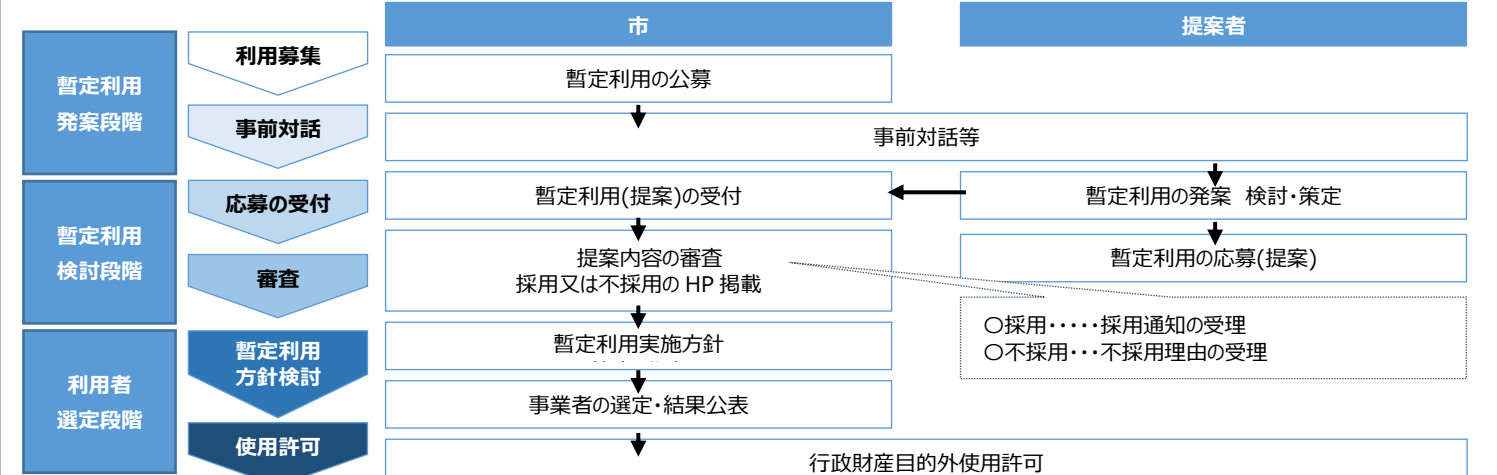 市
提案者
暫定利用
発案段階
利用募集
暫定利用の公募
事前対話
事前対話等
暫定利用
検討段階
応募の受付
暫定利用(提案)の受付
暫定利用の発案 検討・策定
審査
提案内容の審査
採用又は不採用の HP 掲載
暫定利用の応募(提案)
〇採用・・・・・採用通知の受理
〇不採用・・・不採用理由の受理
利用者
選定段階
暫定利用
方針検討
暫定利用実施方針
事業者の選定・結果公表
使用許可
行政財産目的外使用許可